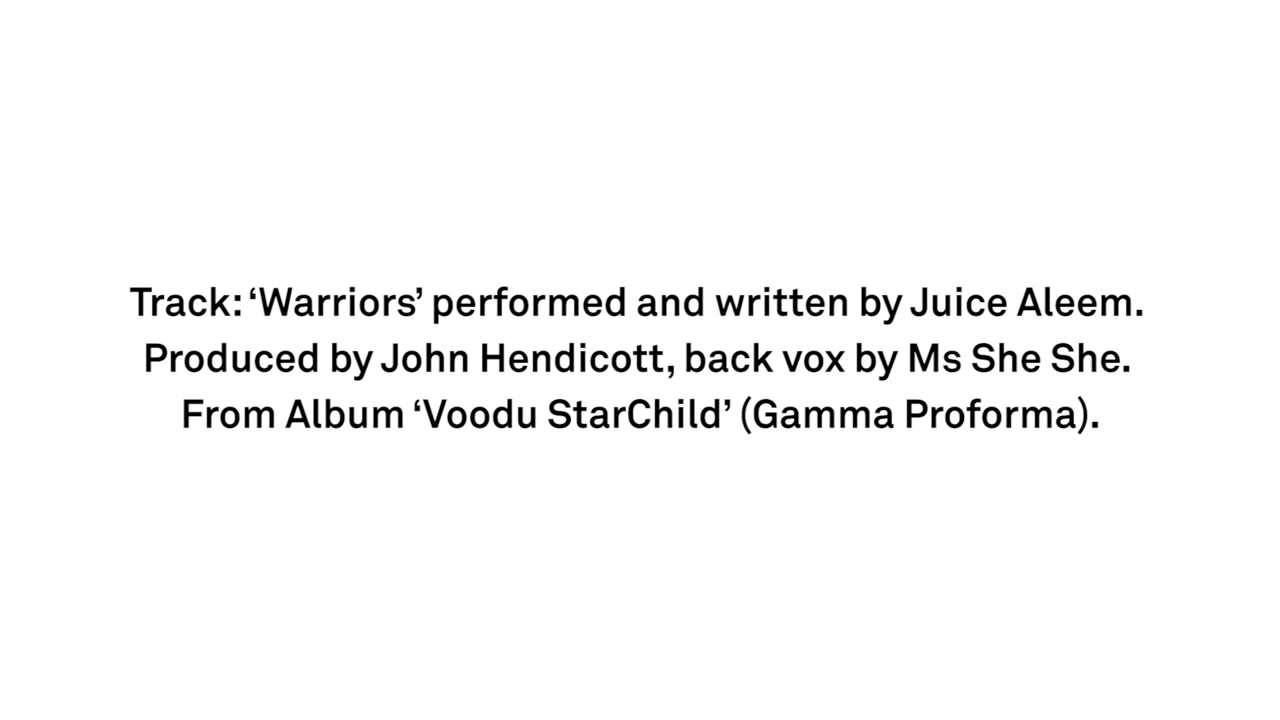 Track: ‘Warriors’ performed and written by Juice Aleem.
Produced by John Hendicott, back vox by Ms She She.
From Album ‘Voodu StarChild’ (Gamma Proforma).